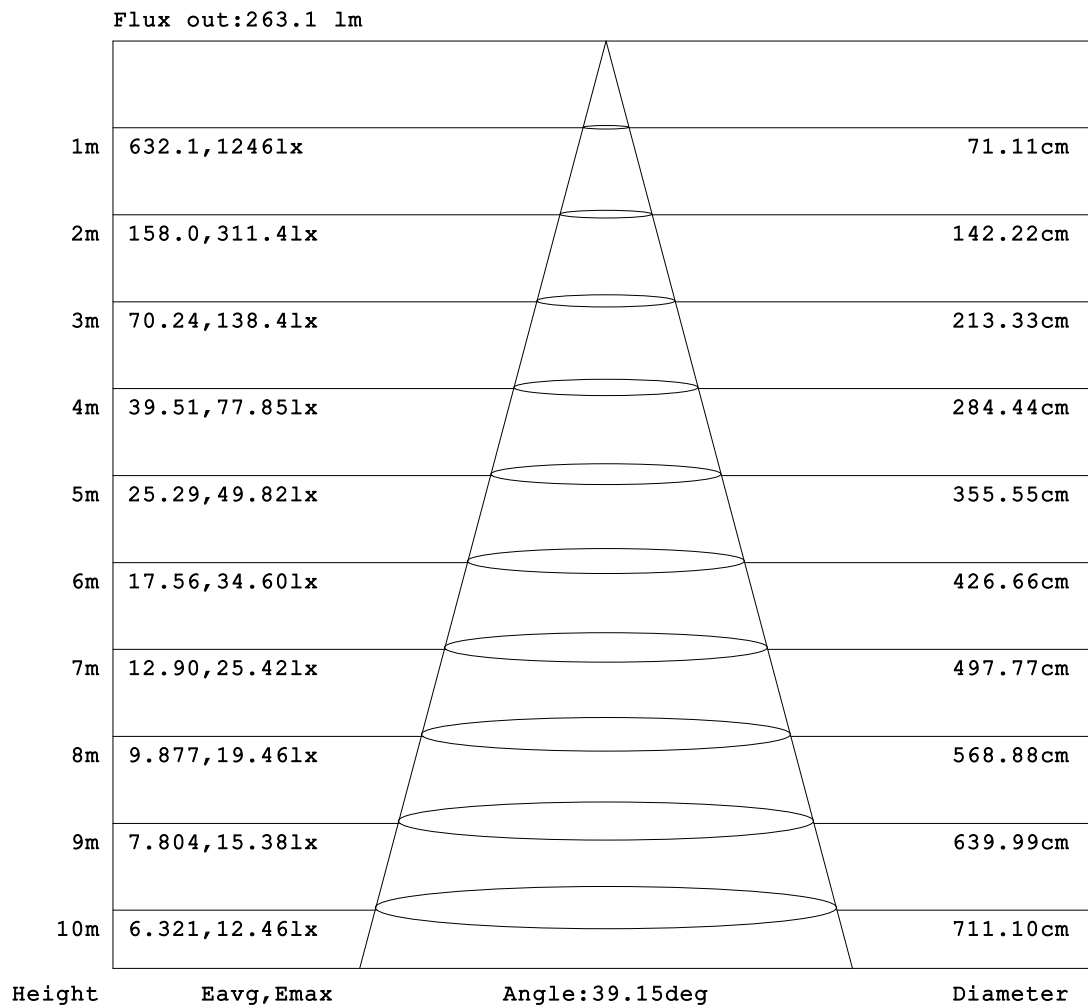 Flux out:263.1 lm
1m 632.1,1246lx 71.11cm
2m 158.0,311.4lx 142.22cm
3m 70.24,138.4lx 213.33cm
4m 39.51,77.85lx 284.44cm
5m 25.29,49.82lx 355.55cm
6m 17.56,34.60lx 426.66cm
7m 12.90,25.42lx 497.77cm
8m 9.877,19.46lx 568.88cm
9m 7.804,15.38lx 639.99cm
10m 6.321,12.46lx 711.10cm
Height Eavg,Emax Angle:39.15deg Diameter